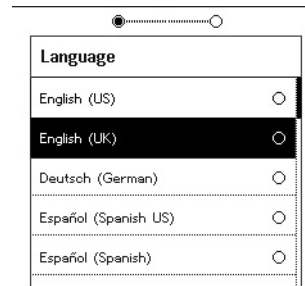 Language
English (US)
English (UK)
Deutsch (German)
Español (Spanish US)
Español (Spanish)